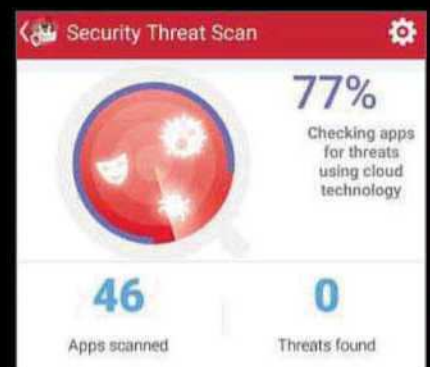 Security Threat Scan
77%
Checking apps
for threats
using cloud
technology
46
Apps scanned
0
Threats found